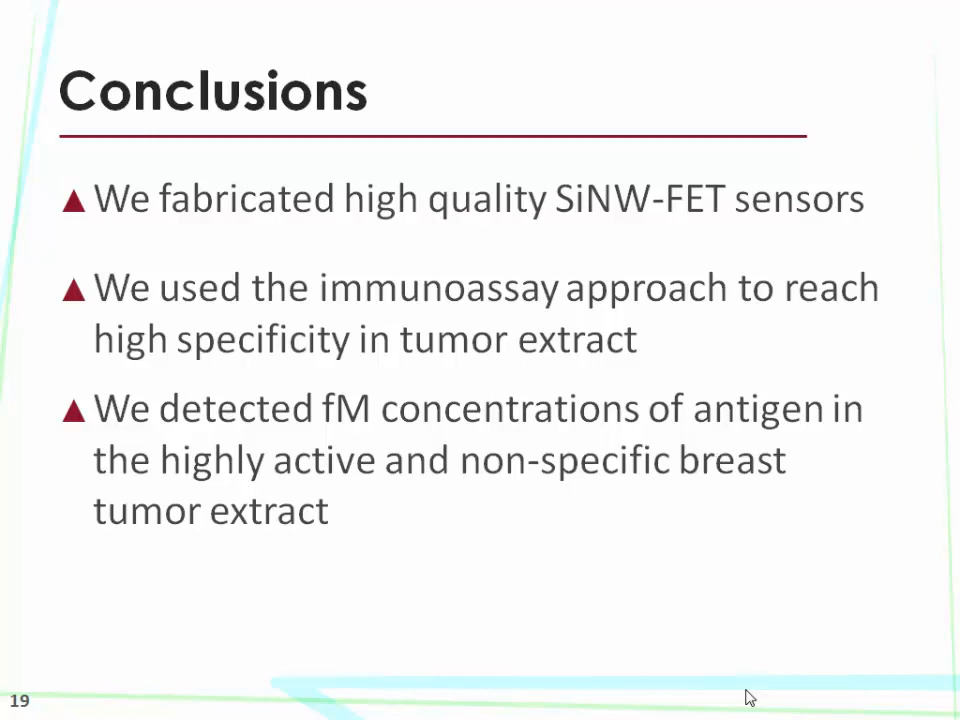 Conclusions
▲We fabricated high quality SiNW-FET sensors
▲We used the immunoassay approach to reach
high specificity in tumor extract
▲We detected fM concentrations of antigen in
the highly active and non-specific breast
tumor extract
19